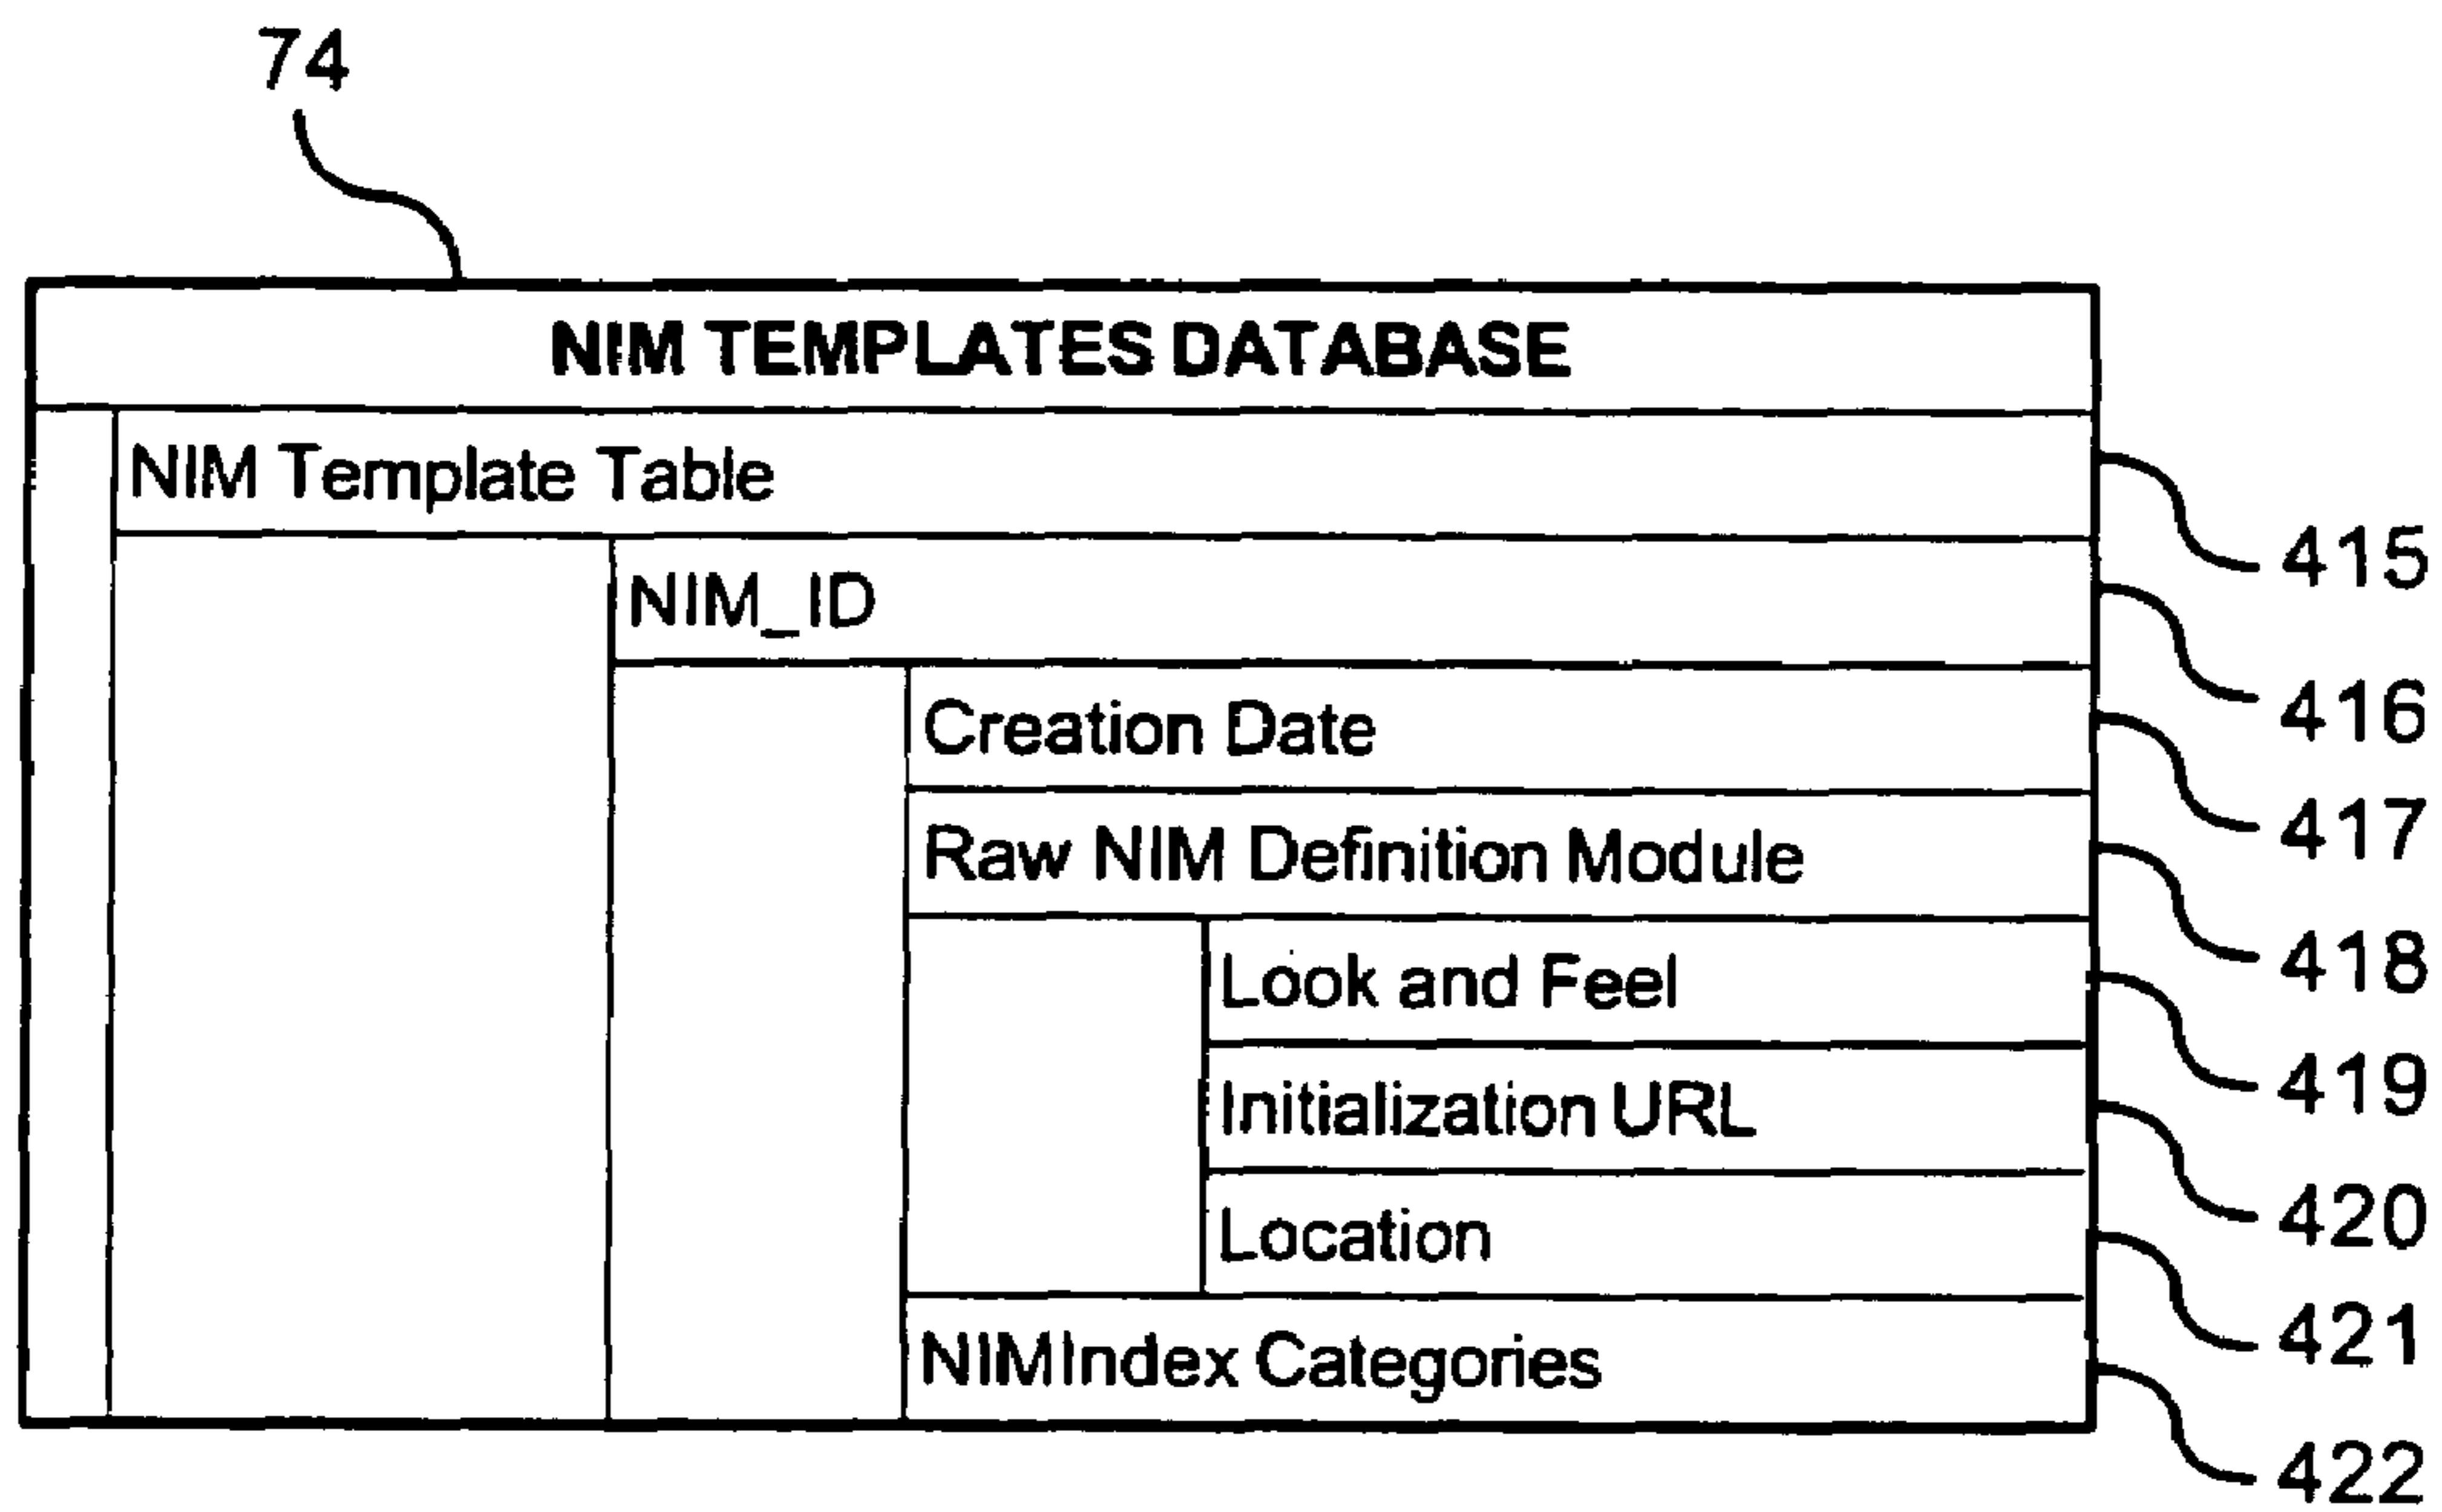 74
NIM TEMPLATES DATABASE
NIM Template Table
415
NIM_ID
416
Creation Date
417
Raw NIM Definition Module
418
Look and Feel
419
Initialization URL
420
Location
421
NIMIndex Categories
422